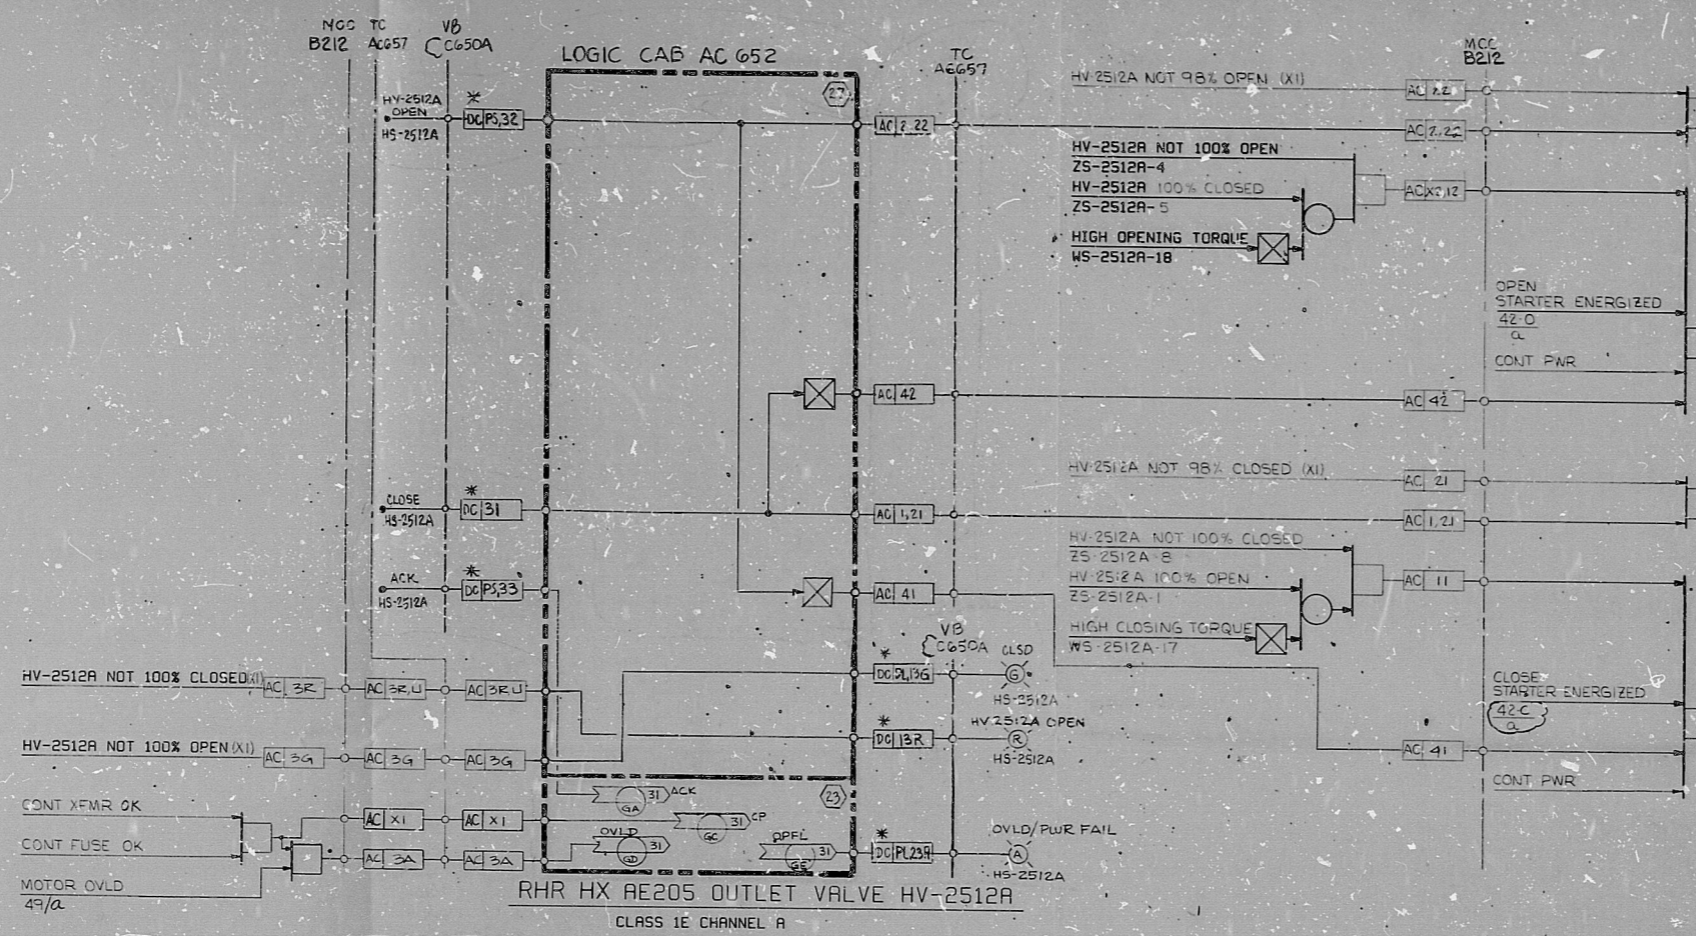 MCC TC VB
B212 AC657 C650A
LOGIC CAB AC 652
TC
AE657
MCC
B212
HV-2512A NOT 98% OPEN (X1)
AC 22
HV-2512A
OPEN
HS-2512A
*
DC PS,32
27
AC 2,22
AC 2,22
HV-2512A NOT 100% OPEN
ZS-2512A-4
HV-2512A 100% CLOSED
ZS-2512A-5
AC X2,12
HIGH OPENING TORQUE
WS-2512A-18
OPEN
STARTER ENERGIZED
42-O
a
CONT PWR
AC 42
AC 42
HV-2512A NOT 98% CLOSED (X1)
AC 21
CLOSE
HS-2512A
*
DC 31
AC 1,21
AC 1,21
HV-2512A NOT 100% CLOSED
ZS-2512A-8
HV-2512A 100% OPEN
ZS-2512A-1
AC 11
ACK
HS-2512A
*
DC PS,33
AC 41
HIGH CLOSING TORQUE
WS-2512A-17
VB
C650A
*
DC PL,13G
CLSD
G
HS-2512A
HV-2512A NOT 100% CLOSED(X1)
AC 3R
AC 3R,U
AC 3RU
CLOSE
STARTER ENERGIZED
42-C
a
*
DC 13R
HV-2512A OPEN
R
HS-2512A
HV-2512A NOT 100% OPEN(X1)
AC 3G
AC 3G
AC 3G
AC 41
CONT PWR
31 ACK
GA
23
CONT XFMR OK
AC X1
AC X1
31 CP
GC
CONT FUSE OK
AC 3A
AC 3A
OVLD
31
GD
OPFL
31
GE
*
DC PL23A
OVLD/PWR FAIL
A
HS-2512A
MOTOR OVLD
49/a
RHR HX AE205 OUTLET VALVE HV-2512A
CLASS 1E CHANNEL A